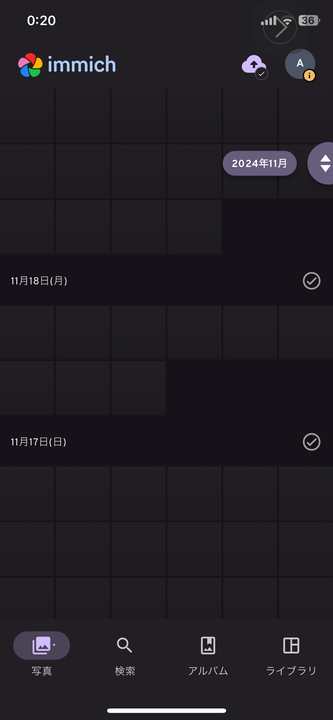 0:20
36
immich
A
2024年11月
11月18日(月)
11月17日(日)
写真
検索
アルバム
ライブラリ